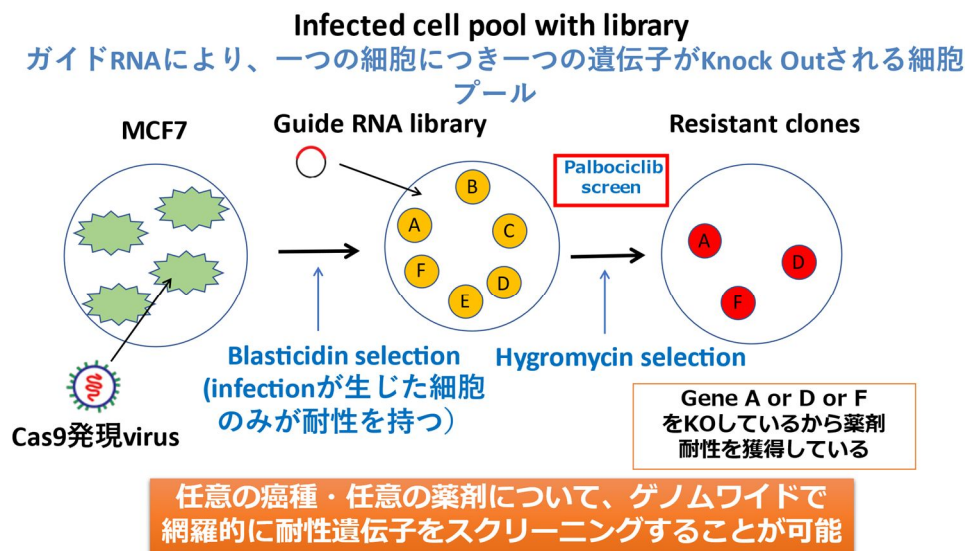 Infected cell pool with library
ガイドRNAにより、一つの細胞につき一つの遺伝子がKnock Outされる細胞
プール
MCF7
Guide RNA library
Resistant clones
Palbociclib
screen
B
A
C
F
D
E
A
D
F
Blasticidin selection
(infectionが生じた細胞
のみが耐性を持つ）
Hygromycin selection
Cas9発現virus
Gene A or D or F
をKOしているから薬剤
耐性を獲得している
任意の癌種・任意の薬剤について、ゲノムワイドで
網羅的に耐性遺伝子をスクリーニングすることが可能